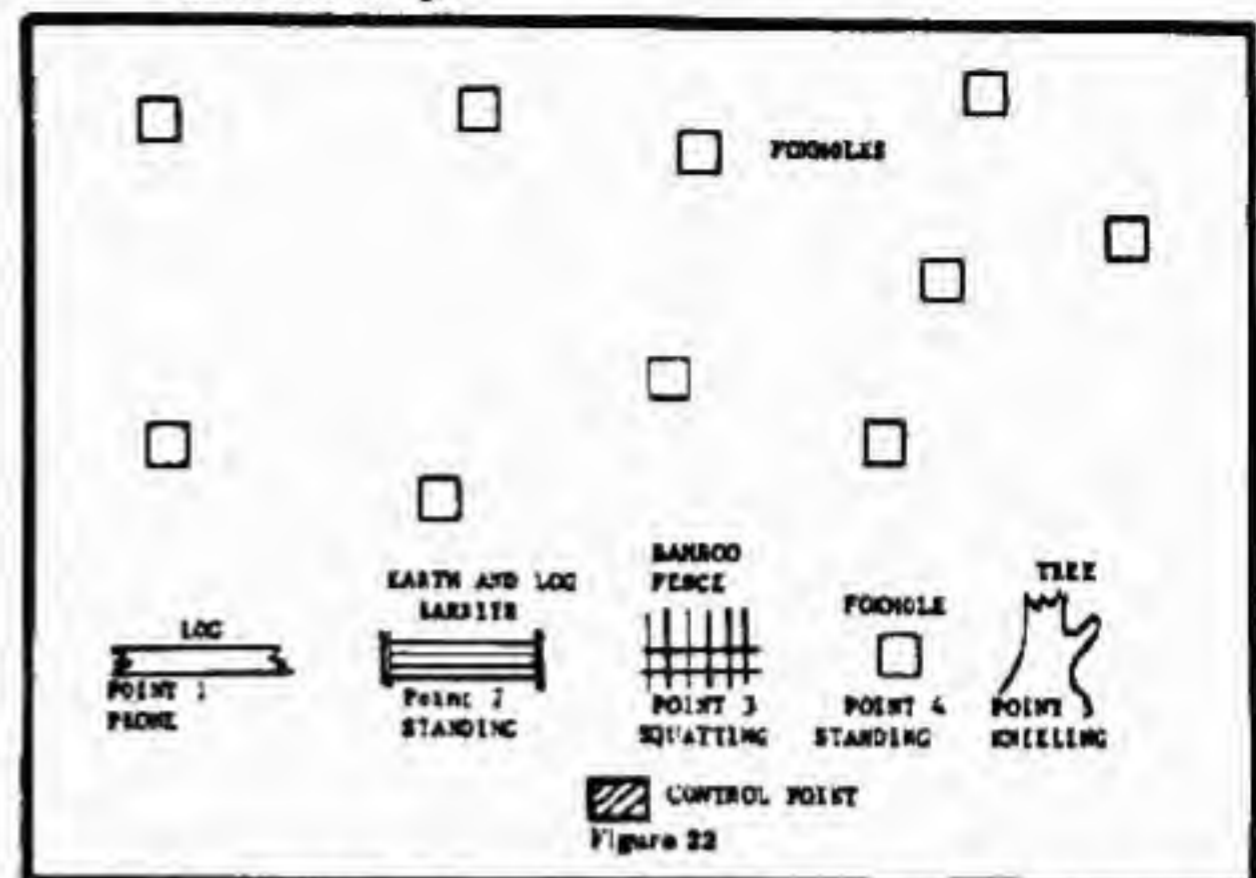 FOXHOLES
BAMBOO
FENCE
EARTH AND LOG
BARRIER
TREE
FOXHOLE
LOG
POINT 1
PRONE
Point 2
STANDING
POINT 3
SQUATTING
POINT 4
STANDING
POINT 5
KNEELING
CONTROL POINT
Figure 22